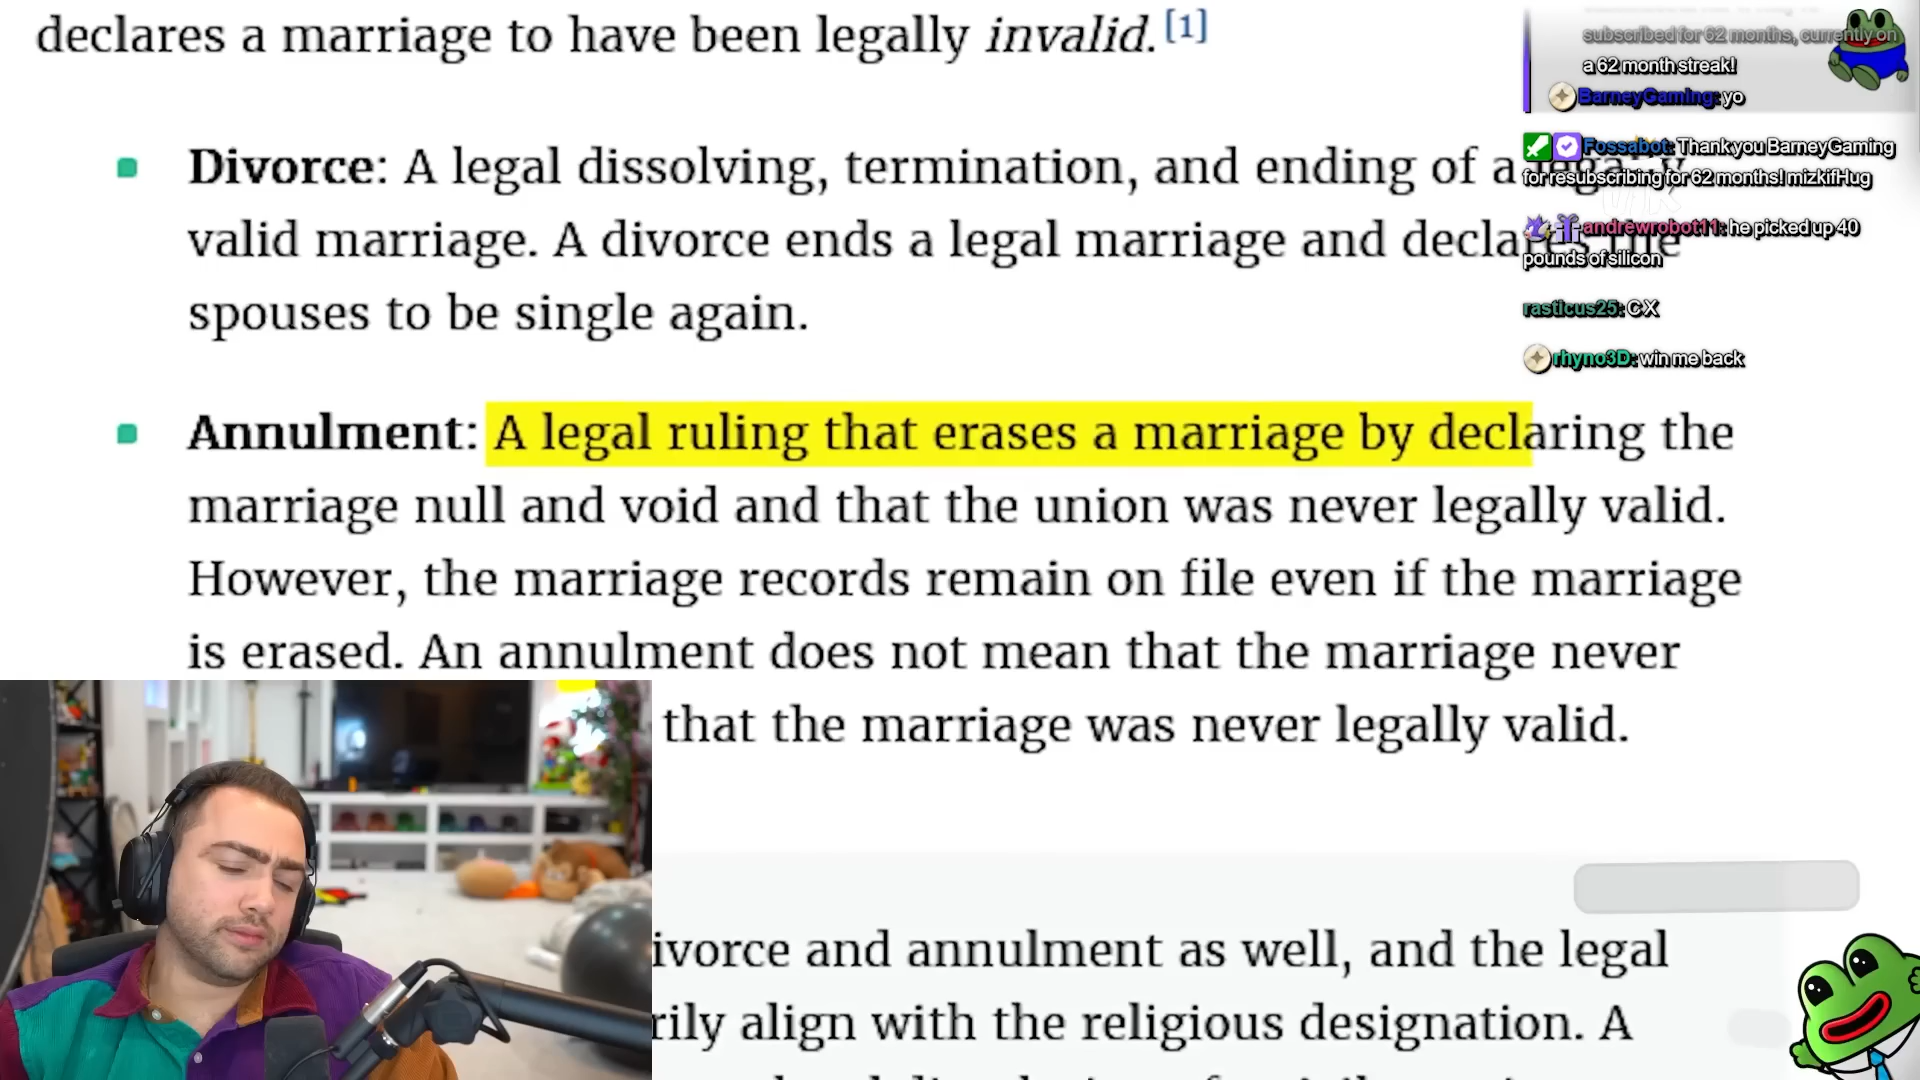 declares a marriage to have been legally invalid.[1]
Divorce: A legal dissolving, termination, and ending of a legally
valid marriage. A divorce ends a legal marriage and declares the
spouses to be single again.
Annulment: A legal ruling that erases a marriage by declaring the
marriage null and void and that the union was never legally valid.
However, the marriage records remain on file even if the marriage
is erased. An annulment does not mean that the marriage never
that the marriage was never legally valid.
ivorce and annulment as well, and the legal
rily align with the religious designation. A
subscribed for 62 months, currently on
a 62 month streak!
BarneyGaming: yo
Fossabot: Thank you BarneyGaming
for resubscribing for 62 months! mizkifHug
andrewrobot11: he picked up 40
pounds of silicon
rasticus25: CX
rhyno3D: win me back